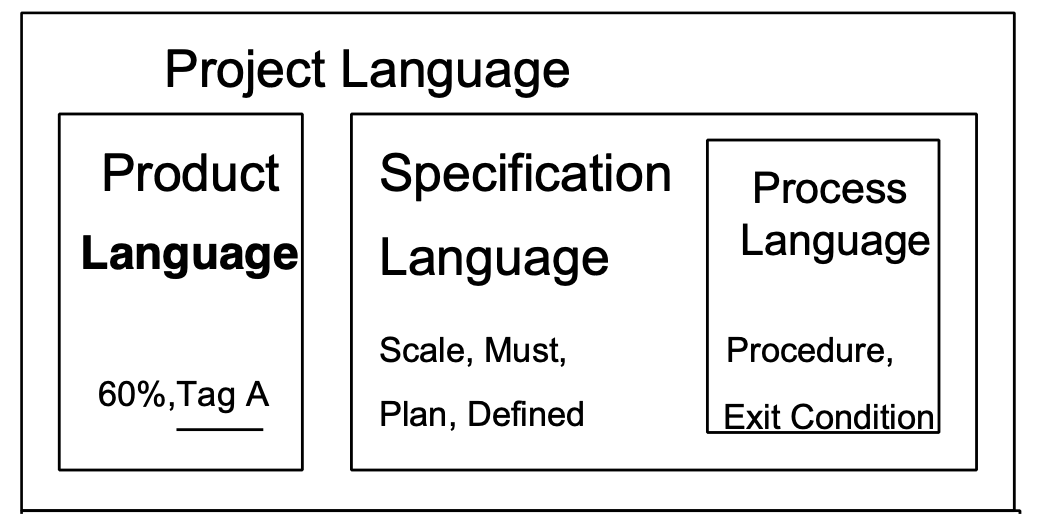 Project Language
Product
Language
60%,Tag A
Specification
Language
Scale, Must,
Plan, Defined
Process
Language
Procedure,
Exit Condition